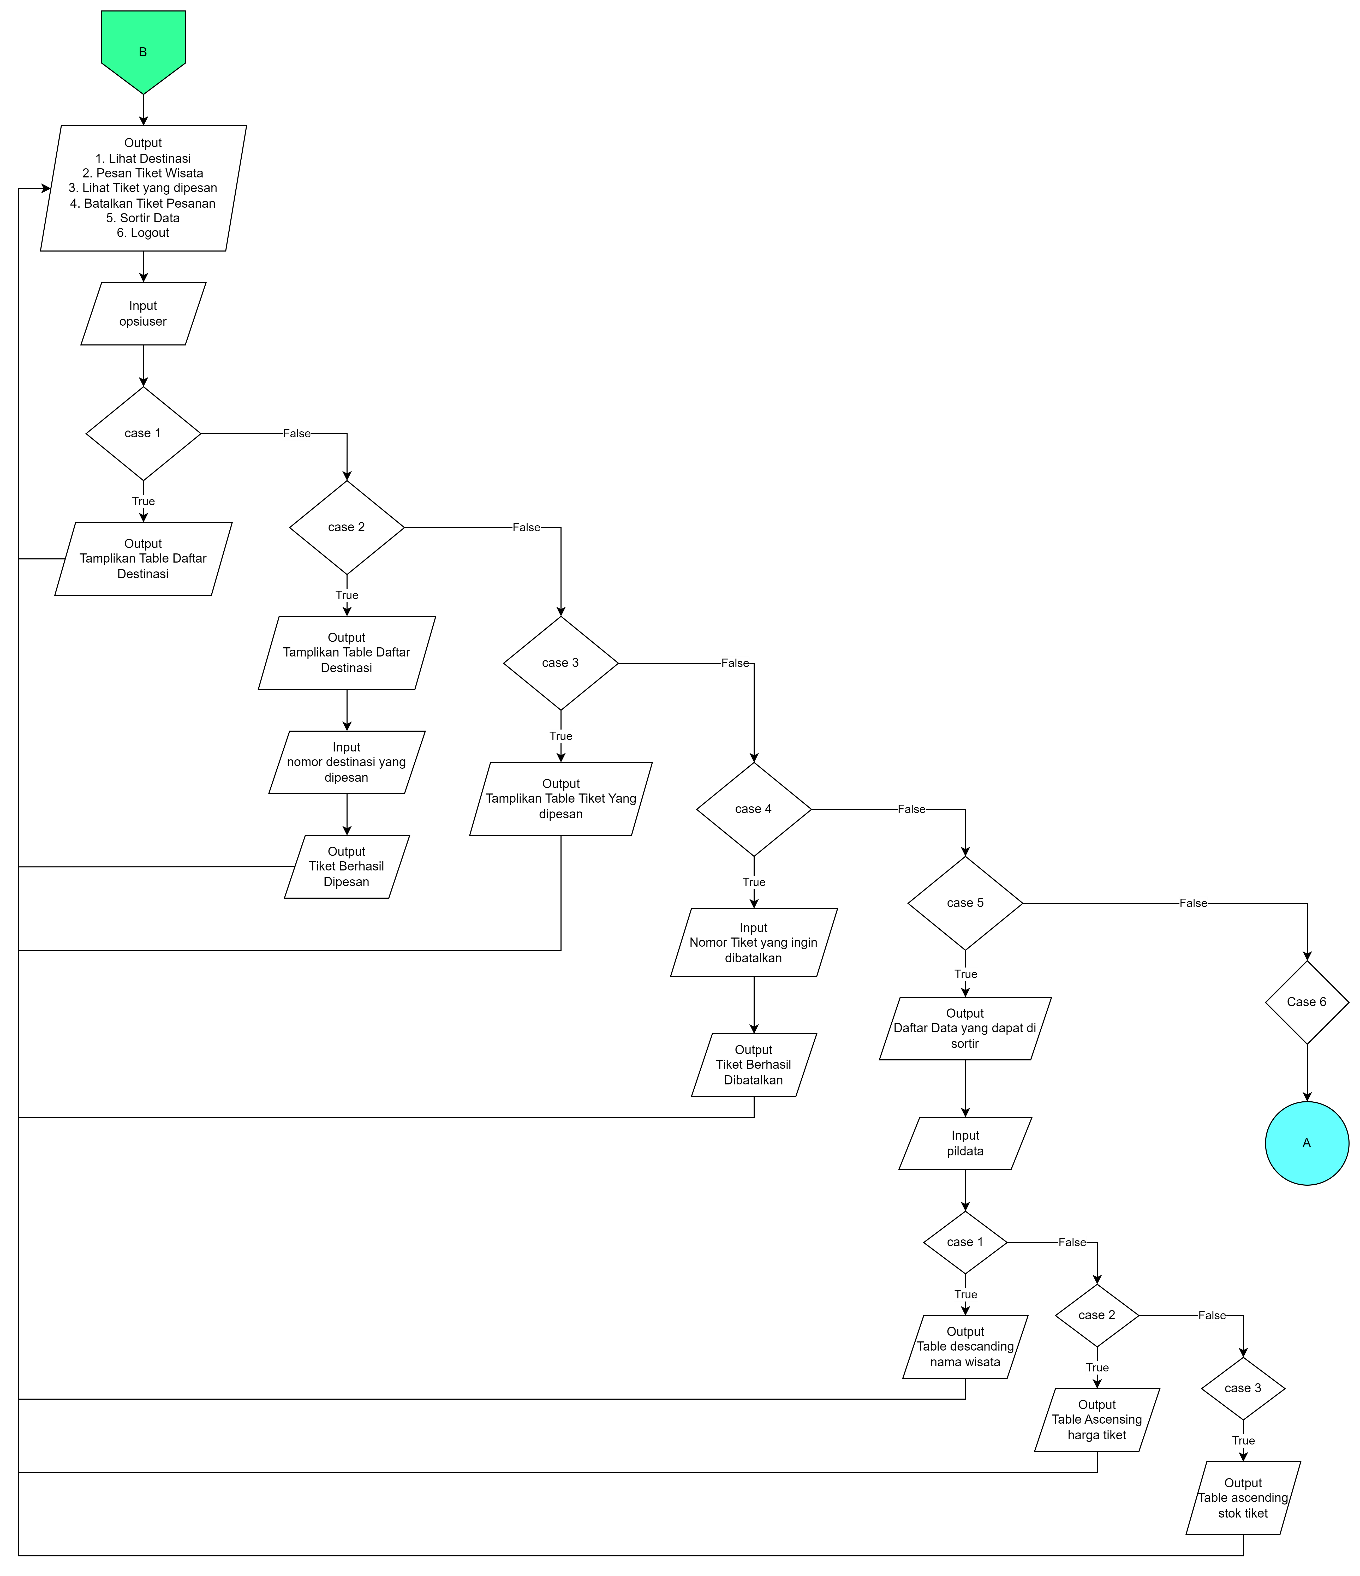 B
Output
1. Lihat Destinasi
2. Pesan Tiket Wisata
3. Lihat Tiket yang dipesan
4. Batalkan Tiket Pesanan
5. Sortir Data
6. Logout
Input
opsiuser
case 1
False
True
Output
Tamplikan Table Daftar
Destinasi
case 2
False
True
Output
Tamplikan Table Daftar
Destinasi
Input
nomor destinasi yang
dipesan
Output
Tiket Berhasil
Dipesan
case 3
False
True
Output
Tamplikan Table Tiket Yang
dipesan
case 4
False
True
Input
Nomor Tiket yang ingin
dibatalkan
Output
Tiket Berhasil
Dibatalkan
case 5
False
True
Output
Daftar Data yang dapat di
sortir
Input
pildata
Case 6
A
case 1
False
True
Output
Table descanding
nama wisata
case 2
False
True
Output
Table Ascensing
harga tiket
case 3
True
Output
Table ascending
stok tiket